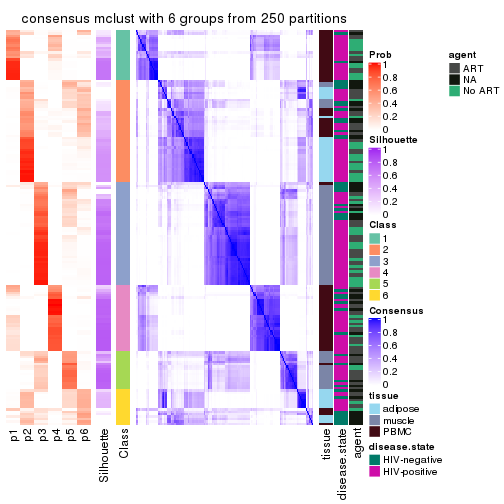 consensus mclust with 6 groups from 250 partitions
Prob
1
0.8
0.6
0.4
0.2
0
Silhouette
1
0.8
0.6
0.4
0.2
0
Class
1
2
3
4
5
6
Consensus
1
0.8
0.6
0.4
0.2
0
tissue
adipose
muscle
PBMC
disease.state
HIV-negative
HIV-positive
agent
ART
NA
No ART
p1
p2
p3
p4
p5
p6
Silhouette
Class
tissue
disease.state
agent